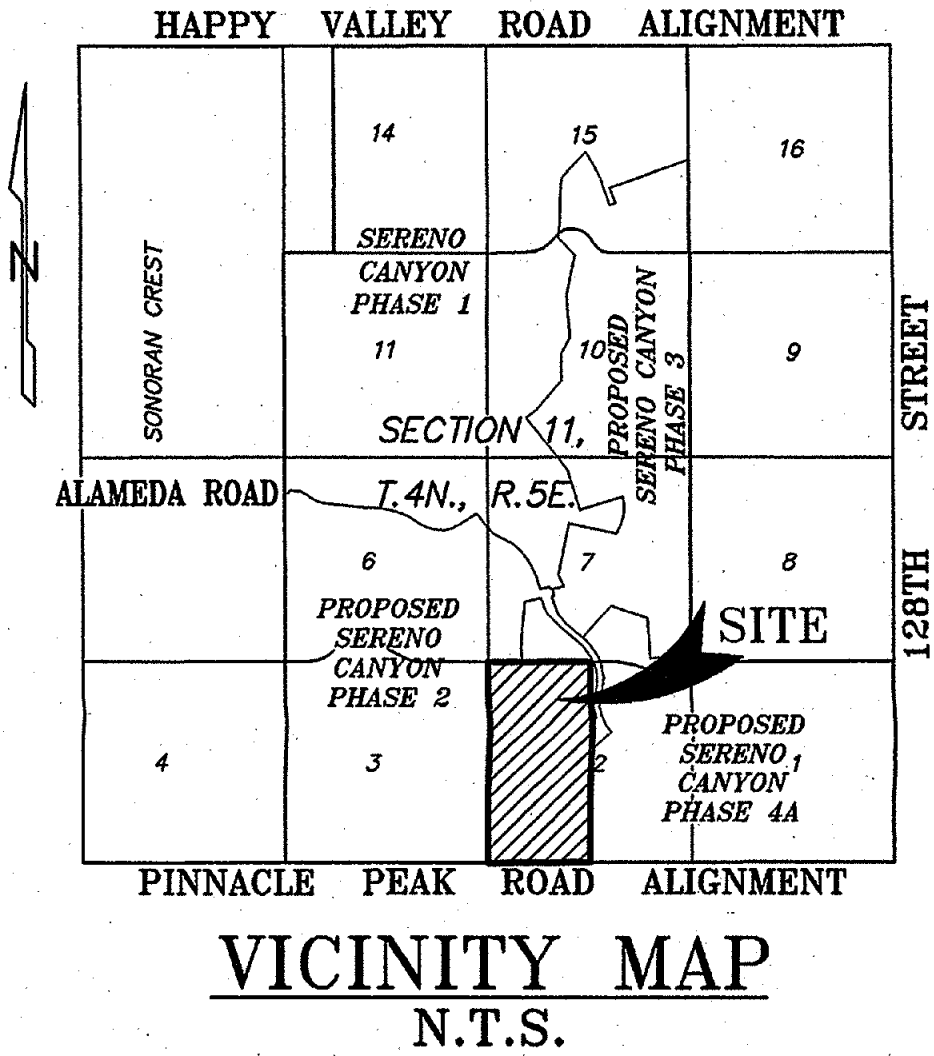 HAPPY VALLEY ROAD ALIGNMENT
14
15
16
N
SONORAN CREST
SERENO
CANYON
PHASE 1
11
10
PROPOSED
SERENO CANYON
PHASE 3
9
128TH STREET
SECTION 11,
ALAMEDA ROAD
T.4N., R.5E.
6
7
8
PROPOSED
SERENO
CANYON
PHASE 2
SITE
4
3
2
PROPOSED
SERENO
CANYON
PHASE 4A
1
PINNACLE PEAK ROAD ALIGNMENT
VICINITY MAP
N.T.S.